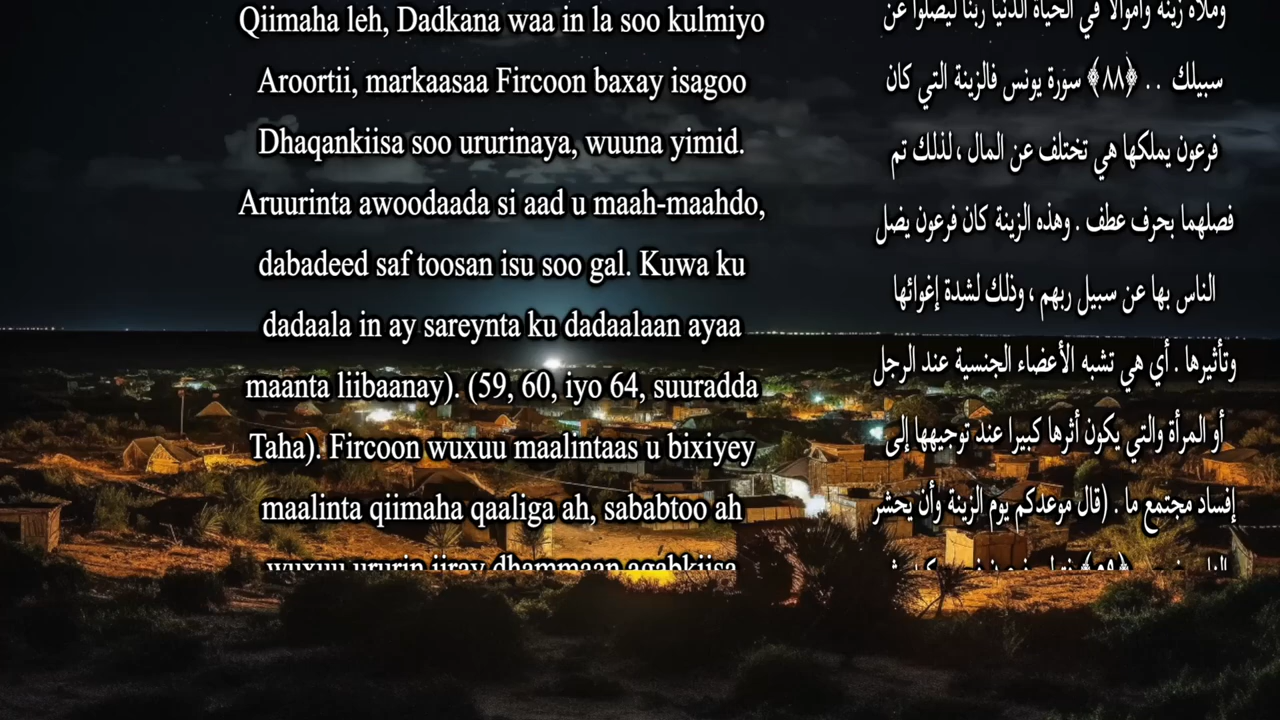 Qiimaha leh, Dadkana waa in la soo kulmiyo
Aroortii, markaasaa Fircoon baxay isagoo
Dhaqankiisa soo ururinaya, wuuna yimid.
Aruurinta awoodaada si aad u maah-maahdo,
dabadeed saf toosan isu soo gal. Kuwa ku
dadaala in ay sareynta ku dadaalaan ayaa
maanta liibaanay). (59, 60, iyo 64, suuradda
Taha). Fircoon wuxuu maalintaas u bixiyey
maalinta qiimaha qaaliga ah, sababtoo ah
wuxuu ururin jiray dhammaan agabkiisa
وملاه زينة وأموالا في الحياة الدنيا ربنا ليضلوا عن
سبيلك . . ﴿٨٨﴾ سورة يونس فالزينة التي كان
فرعون يملكها هي تختلف عن المال ، لذلك تم
فصلهما بحرف عطف . وهذه الزينة كان فرعون يضل
الناس بها عن سبيل ربهم ، وذلك لشدة إغوائها
وتأثيرها . أي هي تشبه الأعضاء الجنسية عند الرجل
أو المرأة والتي يكون أثرها كبيرا عند توجيهها إلى
إفساد مجتمع ما . (قال موعدكم يوم الزينة وأن يحشر